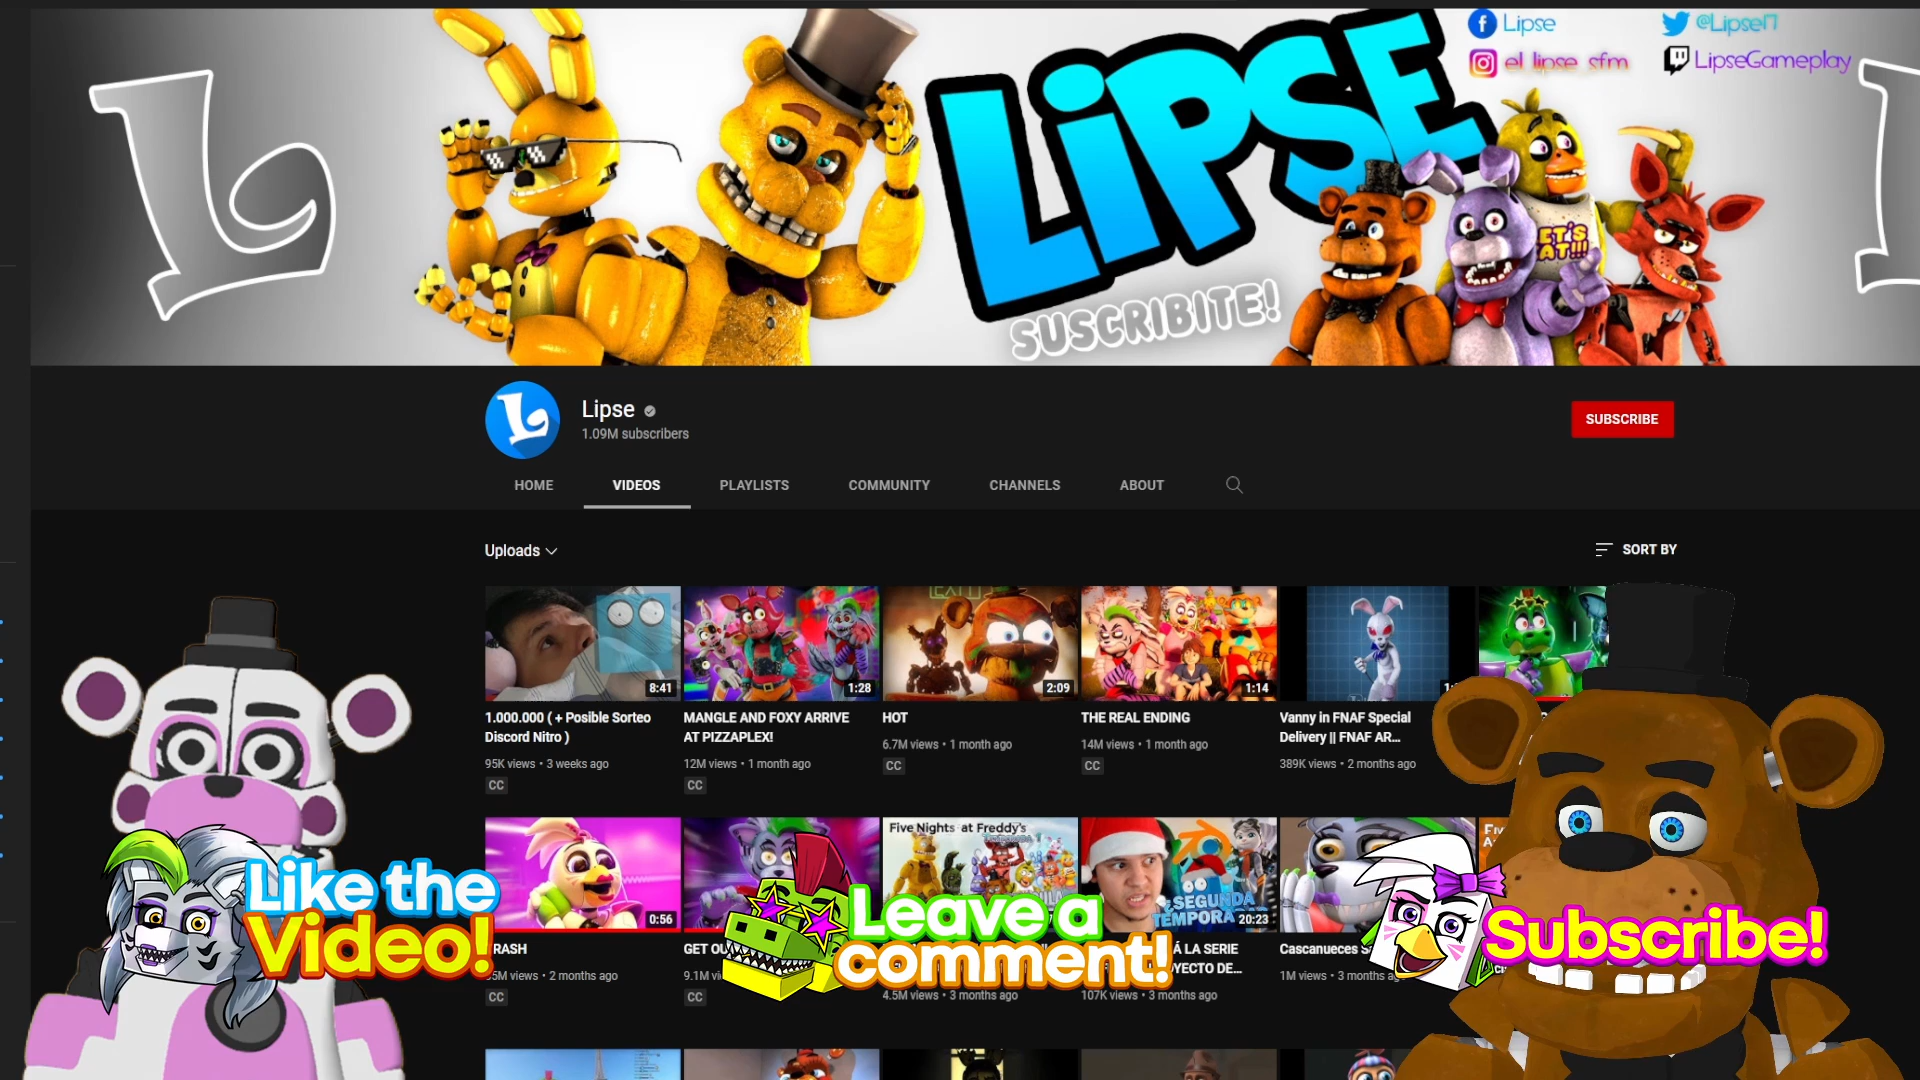 Lipse
@Lipse17
el_lipse_sfm
LipseGameplay
LiPSE
SUSCRIBITE!
LET'S
EAT!!!
Lipse
1.09M subscribers
SUBSCRIBE
HOME
VIDEOS
PLAYLISTS
COMMUNITY
CHANNELS
ABOUT
Uploads
SORT BY
8:41
1:28
2:09
1:14
1.000.000 ( + Posible Sorteo
Discord Nitro )
95K views • 3 weeks ago
CC
MANGLE AND FOXY ARRIVE
AT PIZZAPLEX!
12M views • 1 month ago
CC
HOT
6.7M views • 1 month ago
CC
THE REAL ENDING
14M views • 1 month ago
CC
Vanny in FNAF Special
Delivery || FNAF AR...
389K views • 2 months ago
Five Nights at Freddy's
SEGUNDA
TEMPORA
0:56
20:23
RASH
5M views • 2 months ago
CC
GET OU
9.1M vi
CC
4.5M views • 3 months ago
Á LA SERIE
YECTO DE...
107K views • 3 months ago
Cascanueces S
1M views • 3 months ago
Like the
Video!
Leave a
comment!
Subscribe!